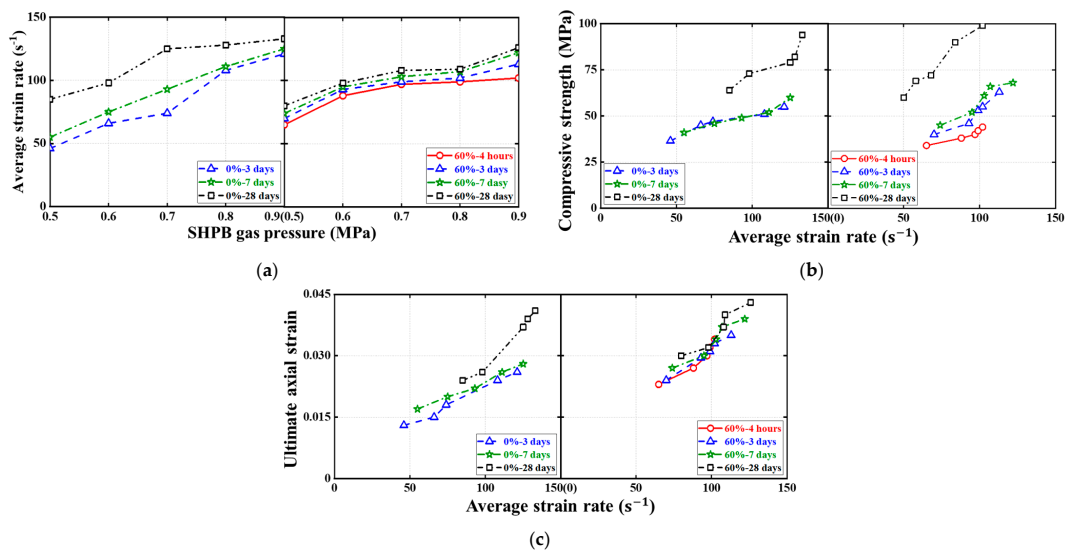 (a)
Average strain rate (s⁻¹)
150
100
50
0
0.5
0.6
0.7
0.8
0.9
0.5
0.6
0.7
0.8
0.9
SHPB gas pressure (MPa)
0%-3 days
0%-7 days
0%-28 days
60%-4 hours
60%-3 days
60%-7 dasy
60%-28 dasy
(b)
Compressive strength (MPa)
100
75
50
25
0
0
50
100
150
(0)
50
100
150
Average strain rate (s⁻¹)
0%-3 days
0%-7 days
0%-28 days
60%-4 hours
60%-3 days
60%-7 days
60%-28 days
(c)
Ultimate axial strain
0.045
0.030
0.015
0
0
50
100
150
(0)
50
100
150
Average strain rate (s⁻¹)
0%-3 days
0%-7 days
0%-28 days
60%-4 hours
60%-3 days
60%-7 days
60%-28 days